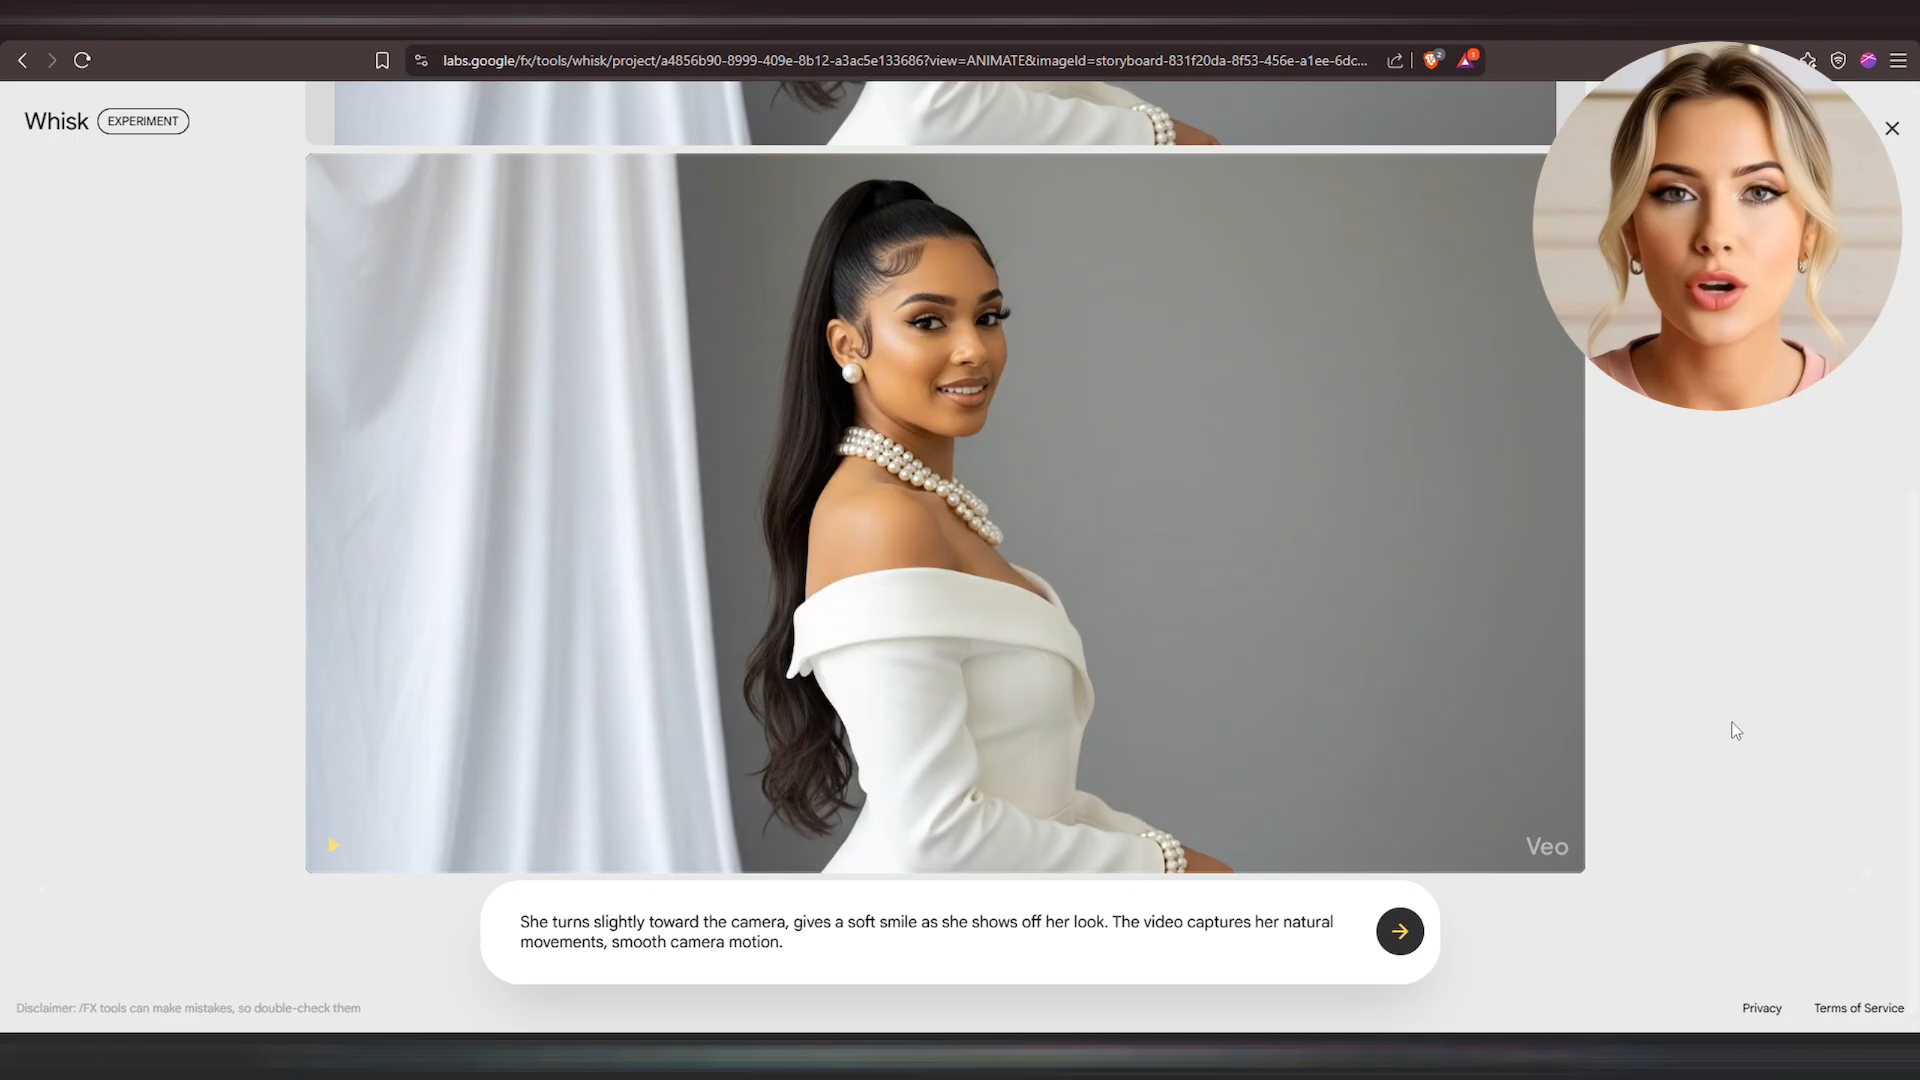 labs.google/fx/tools/whisk/project/a4856b90-8999-409e-8b12-a3ac5e133686?view=ANIMATE&imageId=storyboard-831f20da-8f53-456e-a1ee-6dc...
2
1
Whisk EXPERIMENT
Veo
She turns slightly toward the camera, gives a soft smile as she shows off her look. The video captures her natural
movements, smooth camera motion.
Disclaimer: /FX tools can make mistakes, so double-check them
Privacy Terms of Service